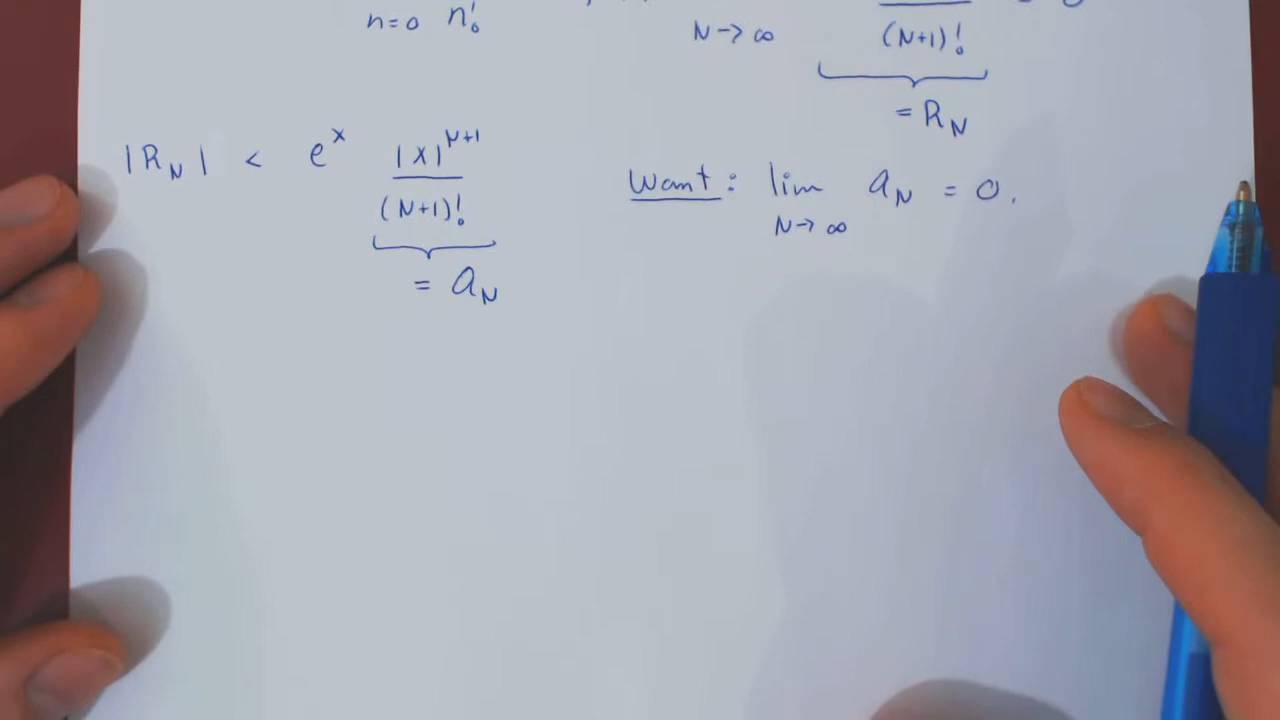 n=0 n! N→∞ (N+1)!
= R_N
|R_N| < e^x |x|^{N+1} / (N+1)! Want: lim_{N→∞} a_N = 0.
= a_N